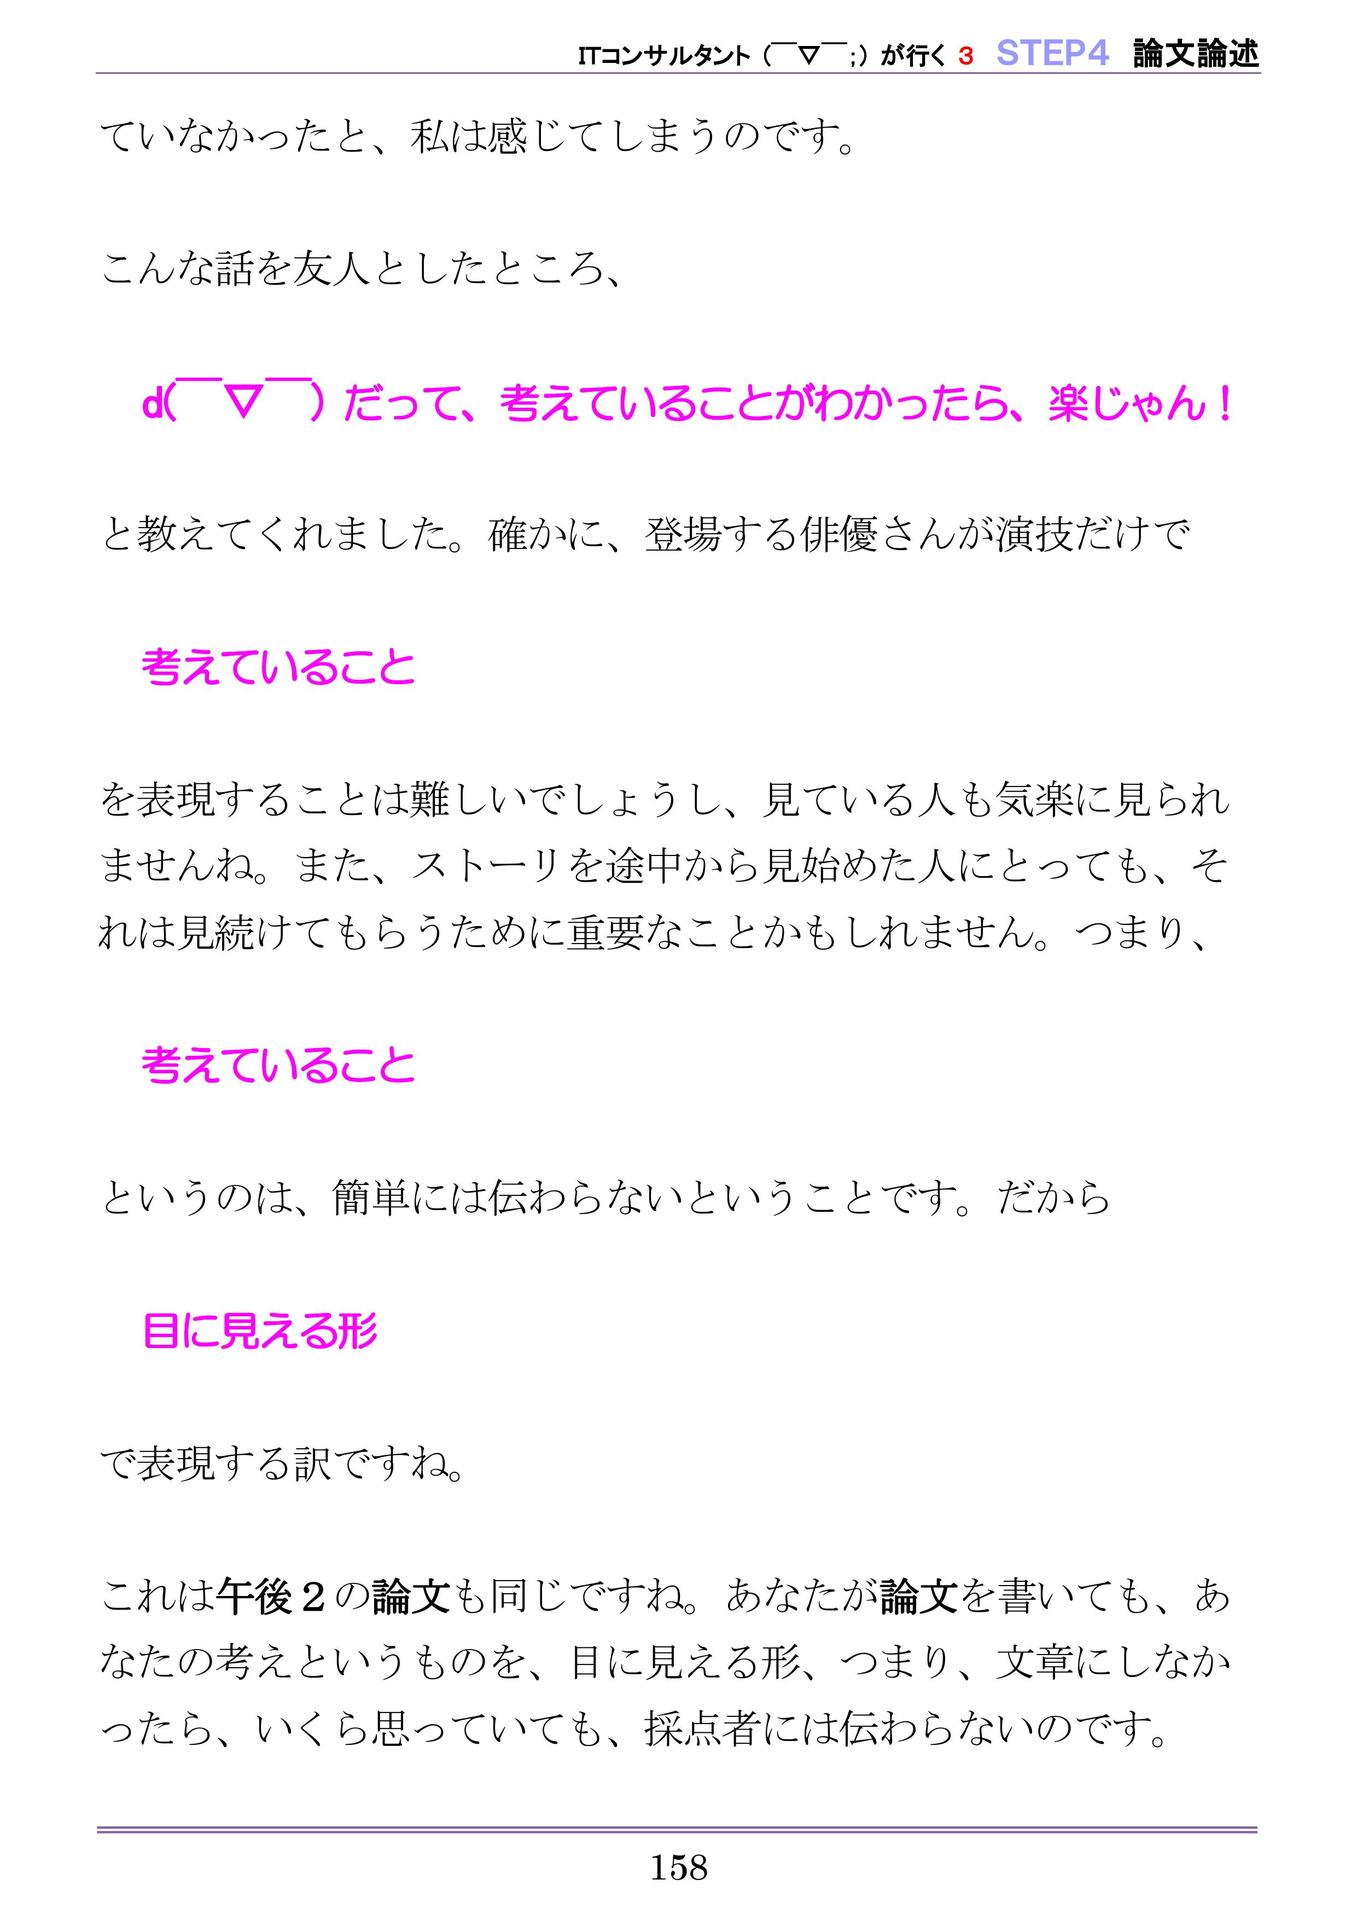 ITコンサルタント（￣▽￣；）が行く 3 STEP4 論文論述
ていなかったと、私は感じてしまうのです。
こんな話を友人としたところ、
d(￣▽￣) だって、考えていることがわかったら、楽じゃん！
と教えてくれました。確かに、登場する俳優さんが演技だけで
考えていること
を表現することは難しいでしょうし、見ている人も気楽に見られ
ませんね。また、ストーリを途中から見始めた人にとっても、そ
れは見続けてもらうために重要なことかもしれません。つまり、
考えていること
というのは、簡単には伝わらないということです。だから
目に見える形
で表現する訳ですね。
これは午後２の論文も同じですね。あなたが論文を書いても、あ
なたの考えというものを、目に見える形、つまり、文章にしなか
ったら、いくら思っていても、採点者には伝わらないのです。
158